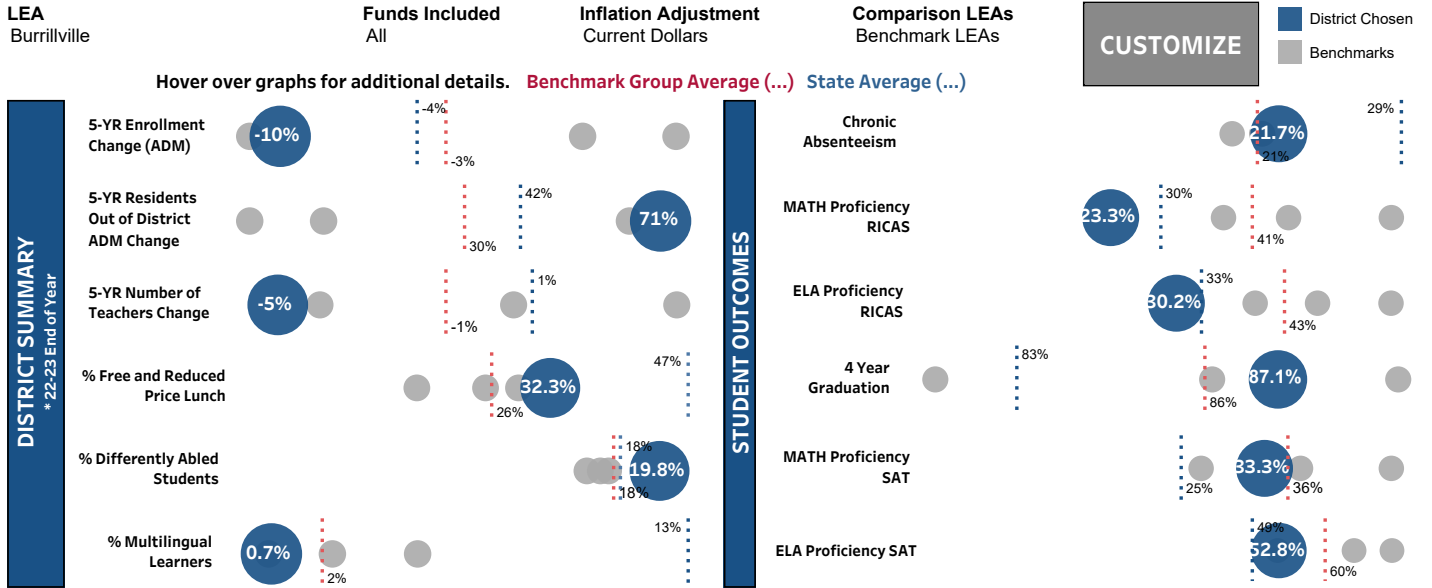 LEA
Burrillville
Funds Included
All
Inflation Adjustment
Current Dollars
Comparison LEAs
Benchmark LEAs
CUSTOMIZE
District Chosen
Benchmarks
Hover over graphs for additional details. Benchmark Group Average (...) State Average (...)
DISTRICT SUMMARY
* 22-23 End of Year
5-YR Enrollment
Change (ADM)
-10%
-4%
-3%
5-YR Residents
Out of District
ADM Change
30%
42%
71%
5-YR Number of
Teachers Change
-5%
-1%
1%
% Free and Reduced
Price Lunch
26%
32.3%
47%
% Differently Abled
Students
18%
18%
19.8%
% Multilingual
Learners
0.7%
2%
13%
STUDENT OUTCOMES
Chronic
Absenteeism
21.7%
21%
29%
MATH Proficiency
RICAS
23.3%
30%
41%
ELA Proficiency
RICAS
30.2%
33%
43%
4 Year
Graduation
83%
86%
87.1%
MATH Proficiency
SAT
25%
33.3%
36%
ELA Proficiency SAT
49%
52.8%
60%